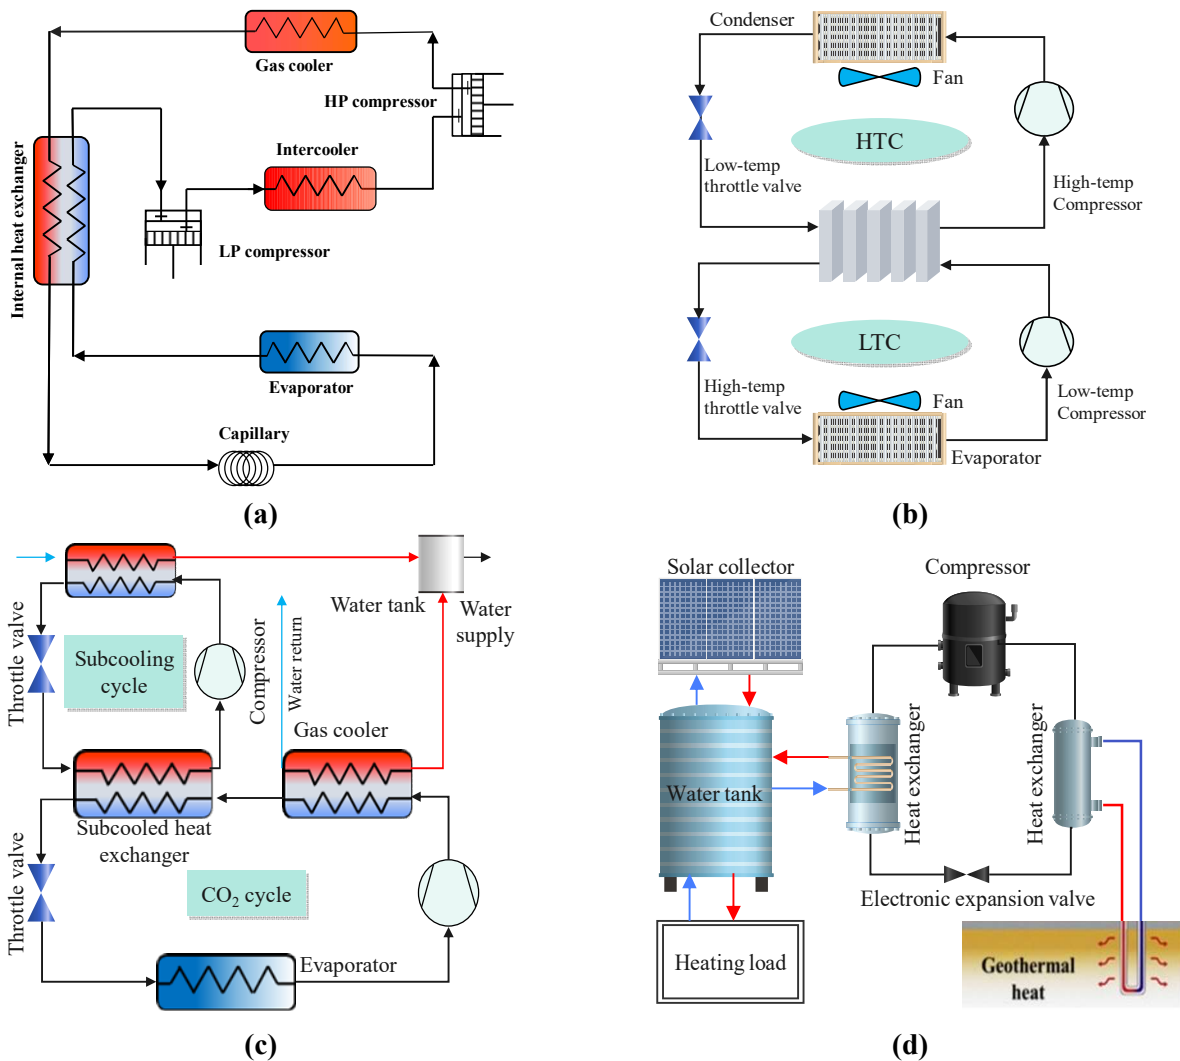 Gas cooler
HP compressor
Intercooler
Internal heat exchanger
LP compressor
Evaporator
Capillary
(a)
Condenser
Fan
HTC
Low-temp
throttle valve
High-temp
Compressor
LTC
High-temp
throttle valve
Fan
Low-temp
Compressor
Evaporator
(b)
Water tank
Water
supply
Throttle valve
Subcooling
cycle
Compressor
Water return
Gas cooler
Subcooled heat
exchanger
Throttle valve
CO₂ cycle
Evaporator
(c)
Solar collector
Compressor
Water tank
Heat exchanger
Heat exchanger
Electronic expansion valve
Heating load
Geothermal
heat
(d)